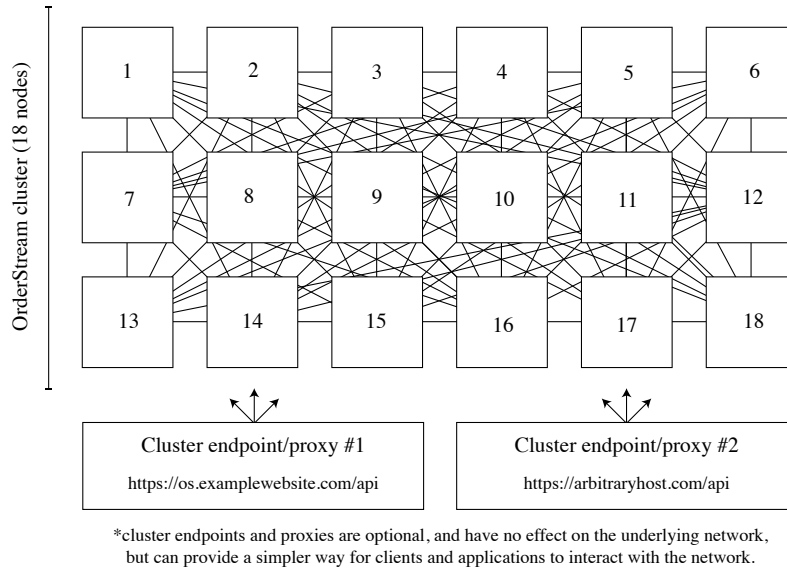 OrderStream cluster (18 nodes)
1
2
3
4
5
6
7
8
9
10
11
12
13
14
15
16
17
18
Cluster endpoint/proxy #1
https://os.examplewebsite.com/api
Cluster endpoint/proxy #2
https://arbitraryhost.com/api
*cluster endpoints and proxies are optional, and have no effect on the underlying network,
but can provide a simpler way for clients and applications to interact with the network.